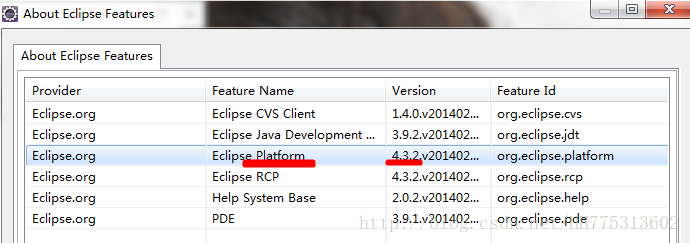 About Eclipse Features
About Eclipse Features
Provider Feature Name Version Feature Id
Eclipse.org Eclipse CVS Client 1.4.0.v201402... org.eclipse.cvs
Eclipse.org Eclipse Java Development ... 3.9.2.v201402... org.eclipse.jdt
Eclipse.org Eclipse Platform 4.3.2.v201402... org.eclipse.platform
Eclipse.org Eclipse RCP 4.3.2.v201402... org.eclipse.rcp
Eclipse.org Help System Base 2.0.2.v201402... org.eclipse.help
Eclipse.org PDE 3.9.1.v201402... org.eclipse.pde
http://blog.csdn.net/hh775313602